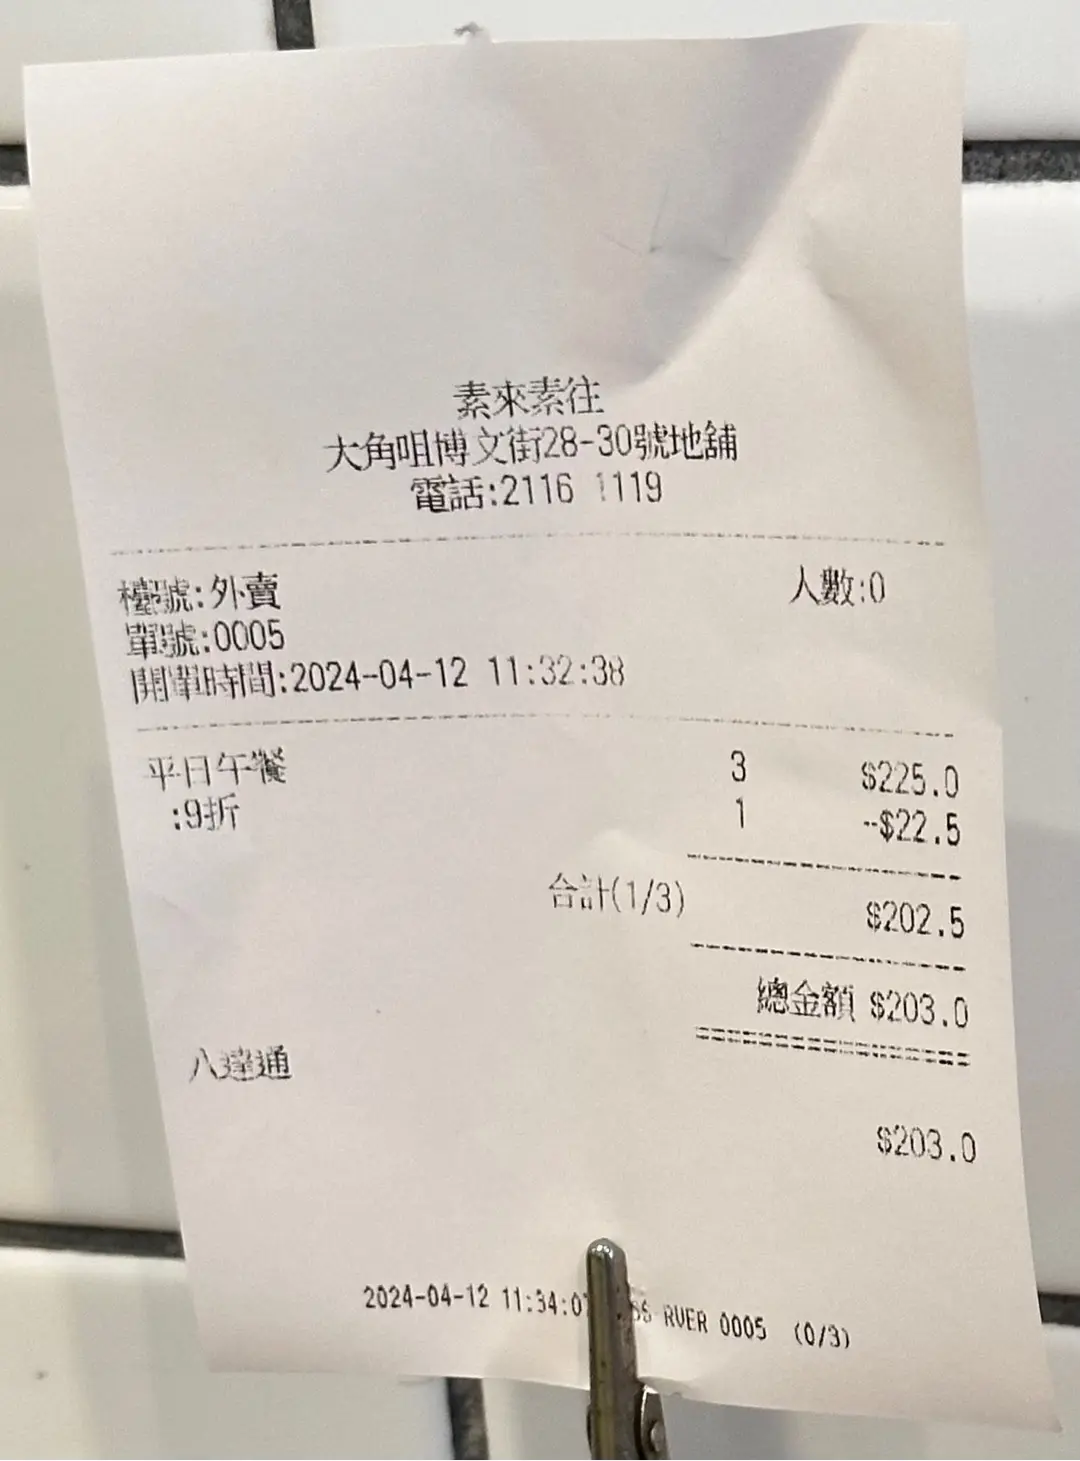 素來素往
大角咀博文街28-30號地舖
電話:2116 1119
檯號:外賣 人數:0
單號:0005
開單時間:2024-04-12 11:32:38
平日午餐 3 $225.0
:9折 1 -$22.5
合計(1/3) $202.5
總金額 $203.0
八達通
$203.0
2024-04-12 11:34:0 RVER 0005 (0/3)